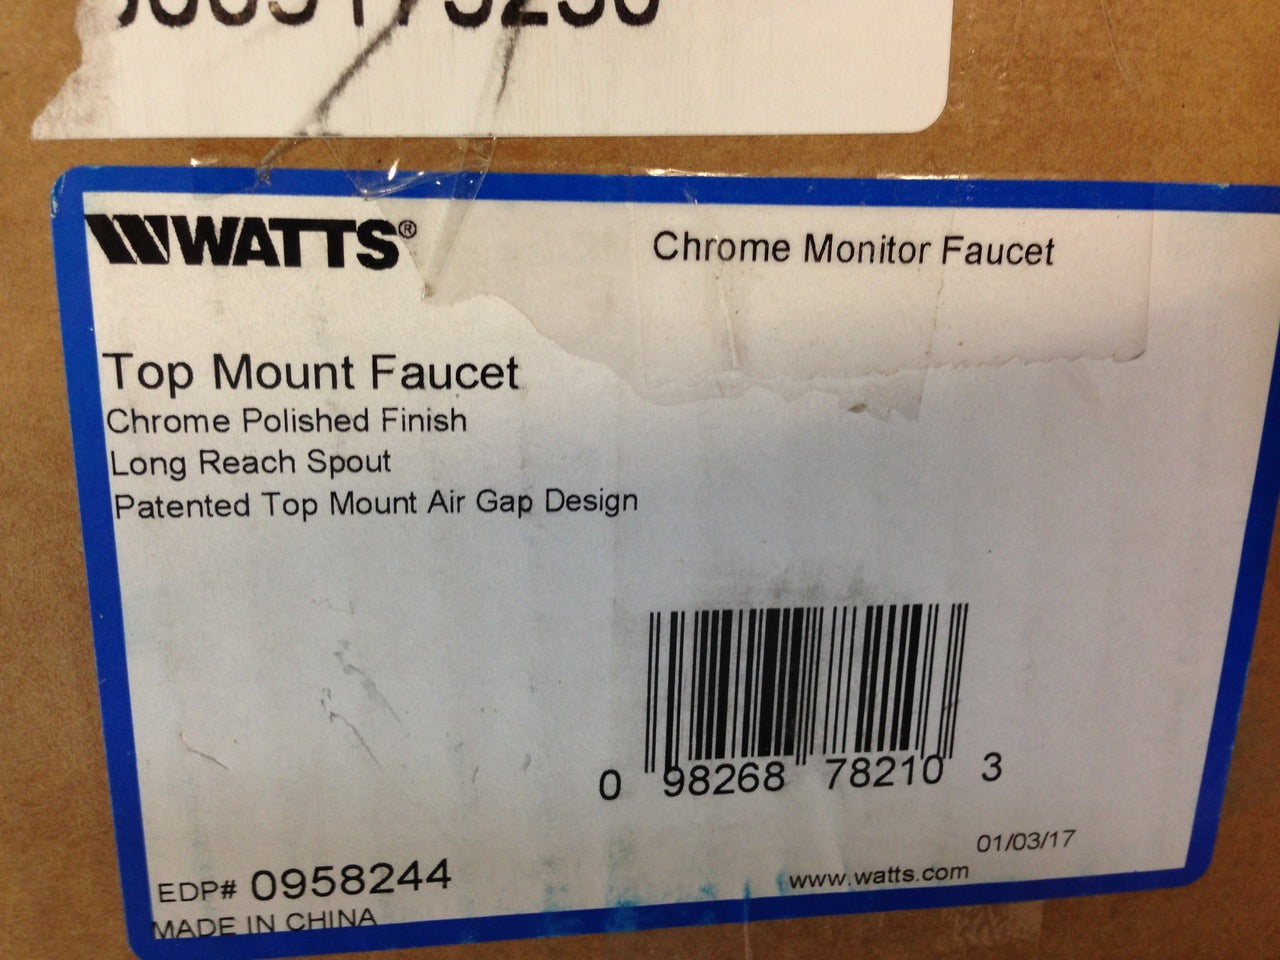 WATTS®
Chrome Monitor Faucet
Top Mount Faucet
Chrome Polished Finish
Long Reach Spout
Patented Top Mount Air Gap Design
0 98268 78210 3
01/03/17
www.watts.com
EDP# 0958244
MADE IN CHINA